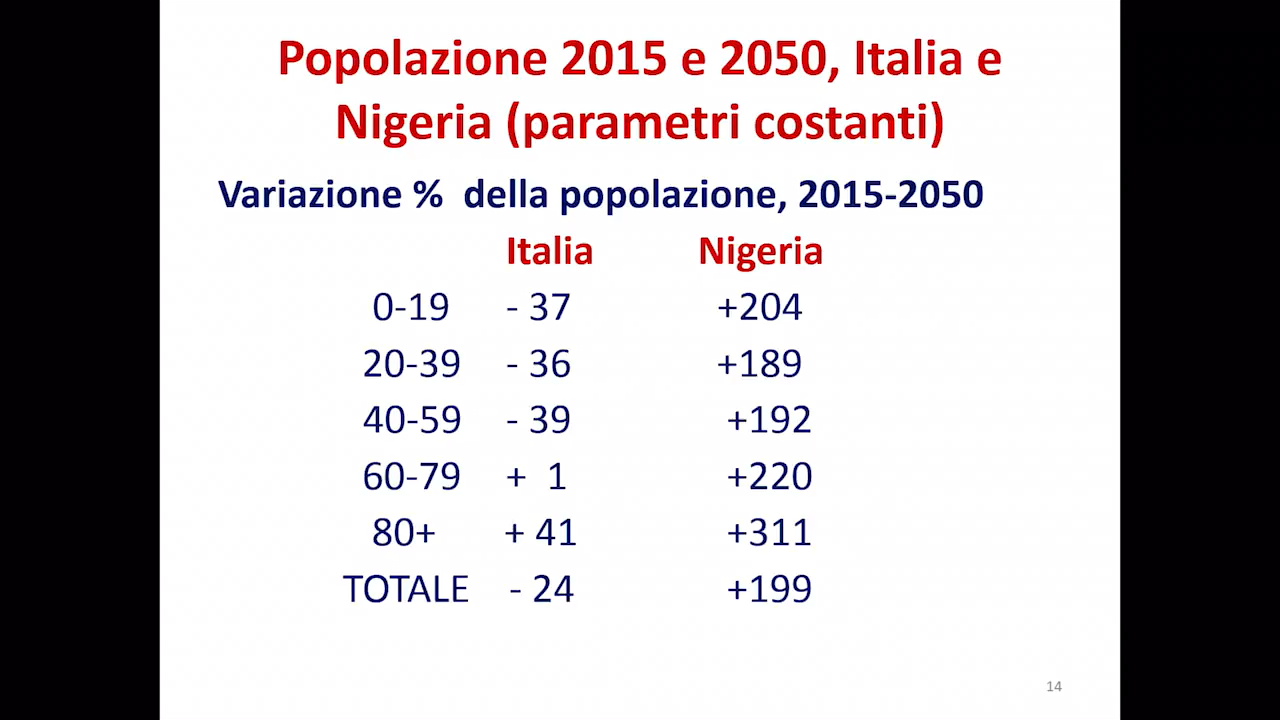 Popolazione 2015 e 2050, Italia e
Nigeria (parametri costanti)
Variazione % della popolazione, 2015-2050
Italia Nigeria
0-19 - 37 +204
20-39 - 36 +189
40-59 - 39 +192
60-79 + 1 +220
80+ + 41 +311
TOTALE - 24 +199
14